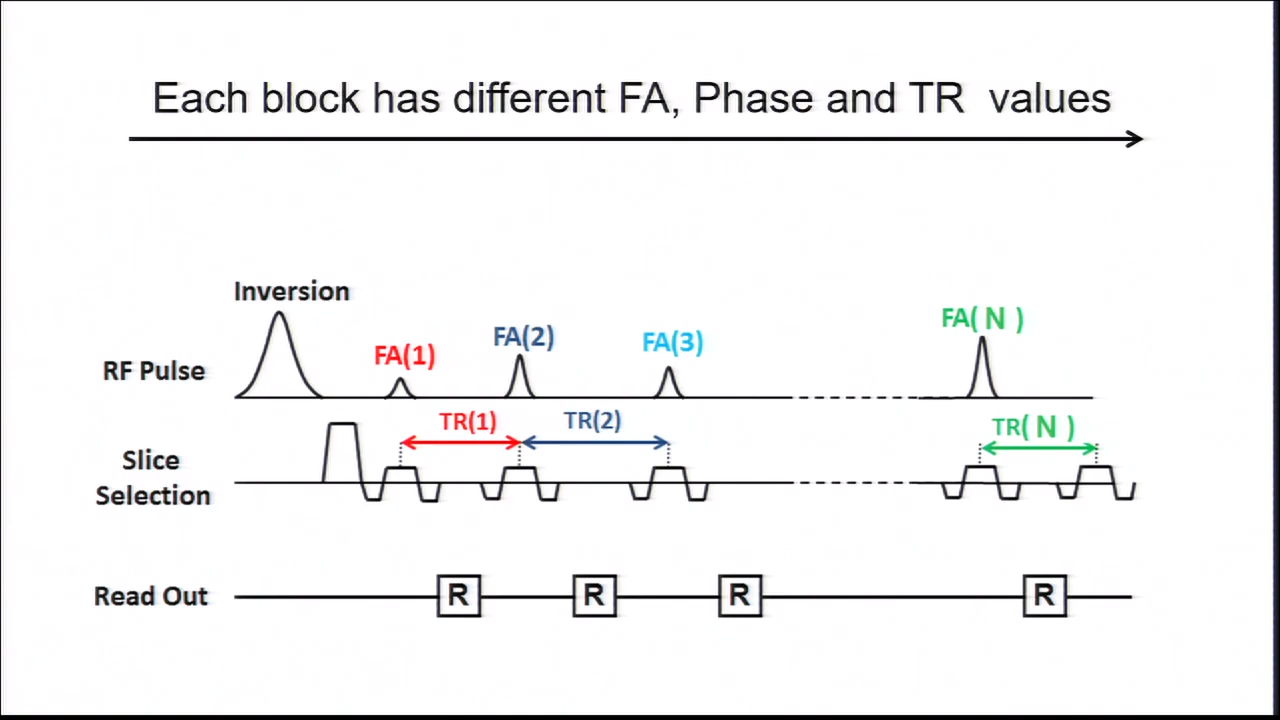 Each block has different FA, Phase and TR values
Inversion
FA(1)
FA(2)
FA(3)
FA( N )
RF Pulse
TR(1)
TR(2)
TR( N )
Slice
Selection
Read Out
R
R
R
R